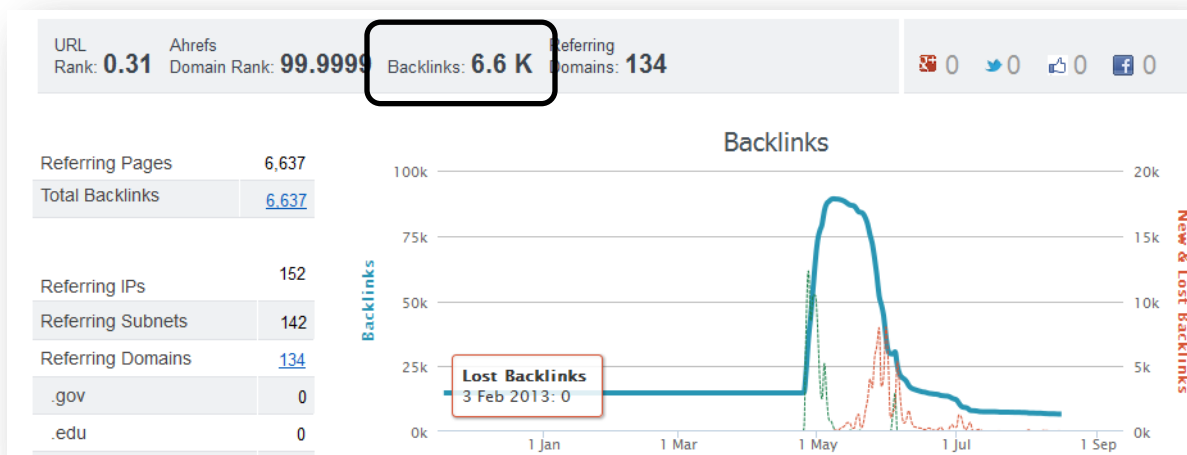 URL
Rank: 0.31
Ahrefs
Domain Rank: 99.9999
Backlinks: 6.6 K
Referring
Domains: 134
0
0
0
0
Referring Pages 6,637
Total Backlinks 6,637
Referring IPs 152
Referring Subnets 142
Referring Domains 134
.gov 0
.edu 0
Backlinks
100k
75k
50k
25k
0k
Backlinks
Lost Backlinks
3 Feb 2013: 0
20k
15k
10k
5k
0k
New & Lost Backlinks
1 Jan
1 Mar
1 May
1 Jul
1 Sep